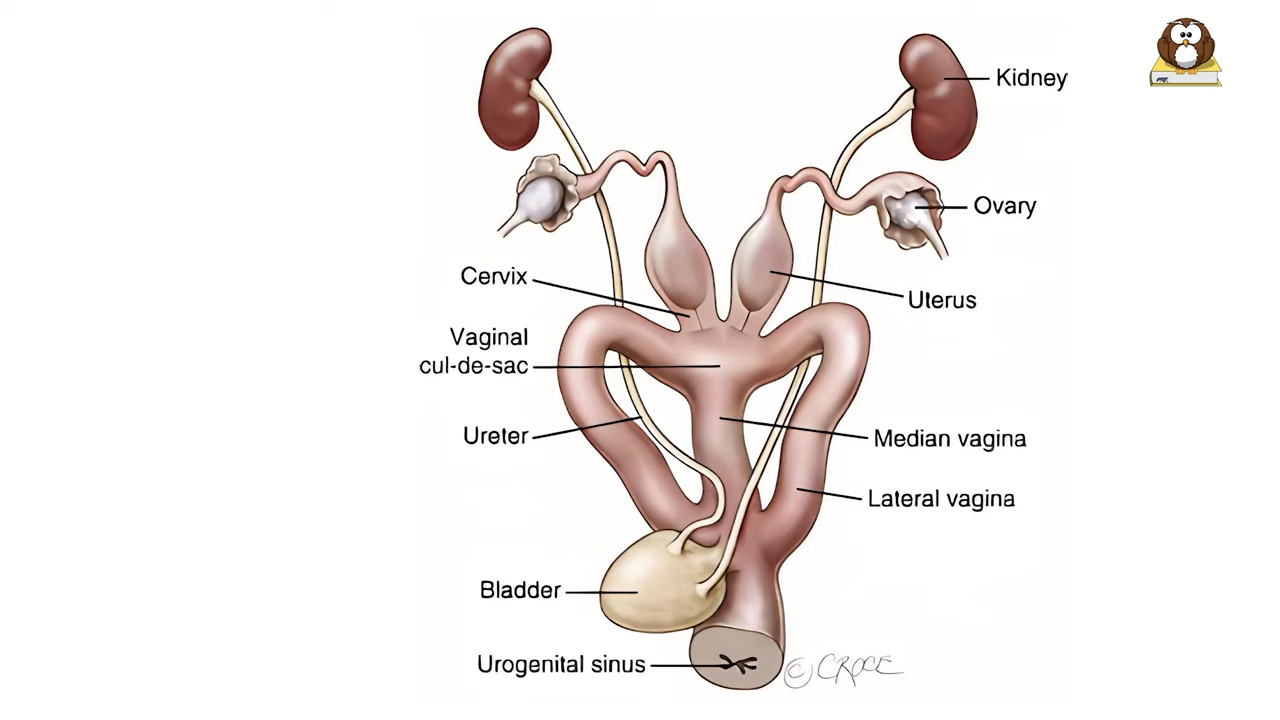 Kidney
Ovary
Cervix
Uterus
Vaginal
cul-de-sac
Ureter
Median vagina
Lateral vagina
Bladder
Urogenital sinus
© CROCE